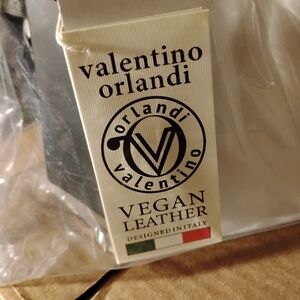 valentino
orlandi
orlandi
V
valentino
VEGAN
LEATHER
DESIGNED IN ITALY